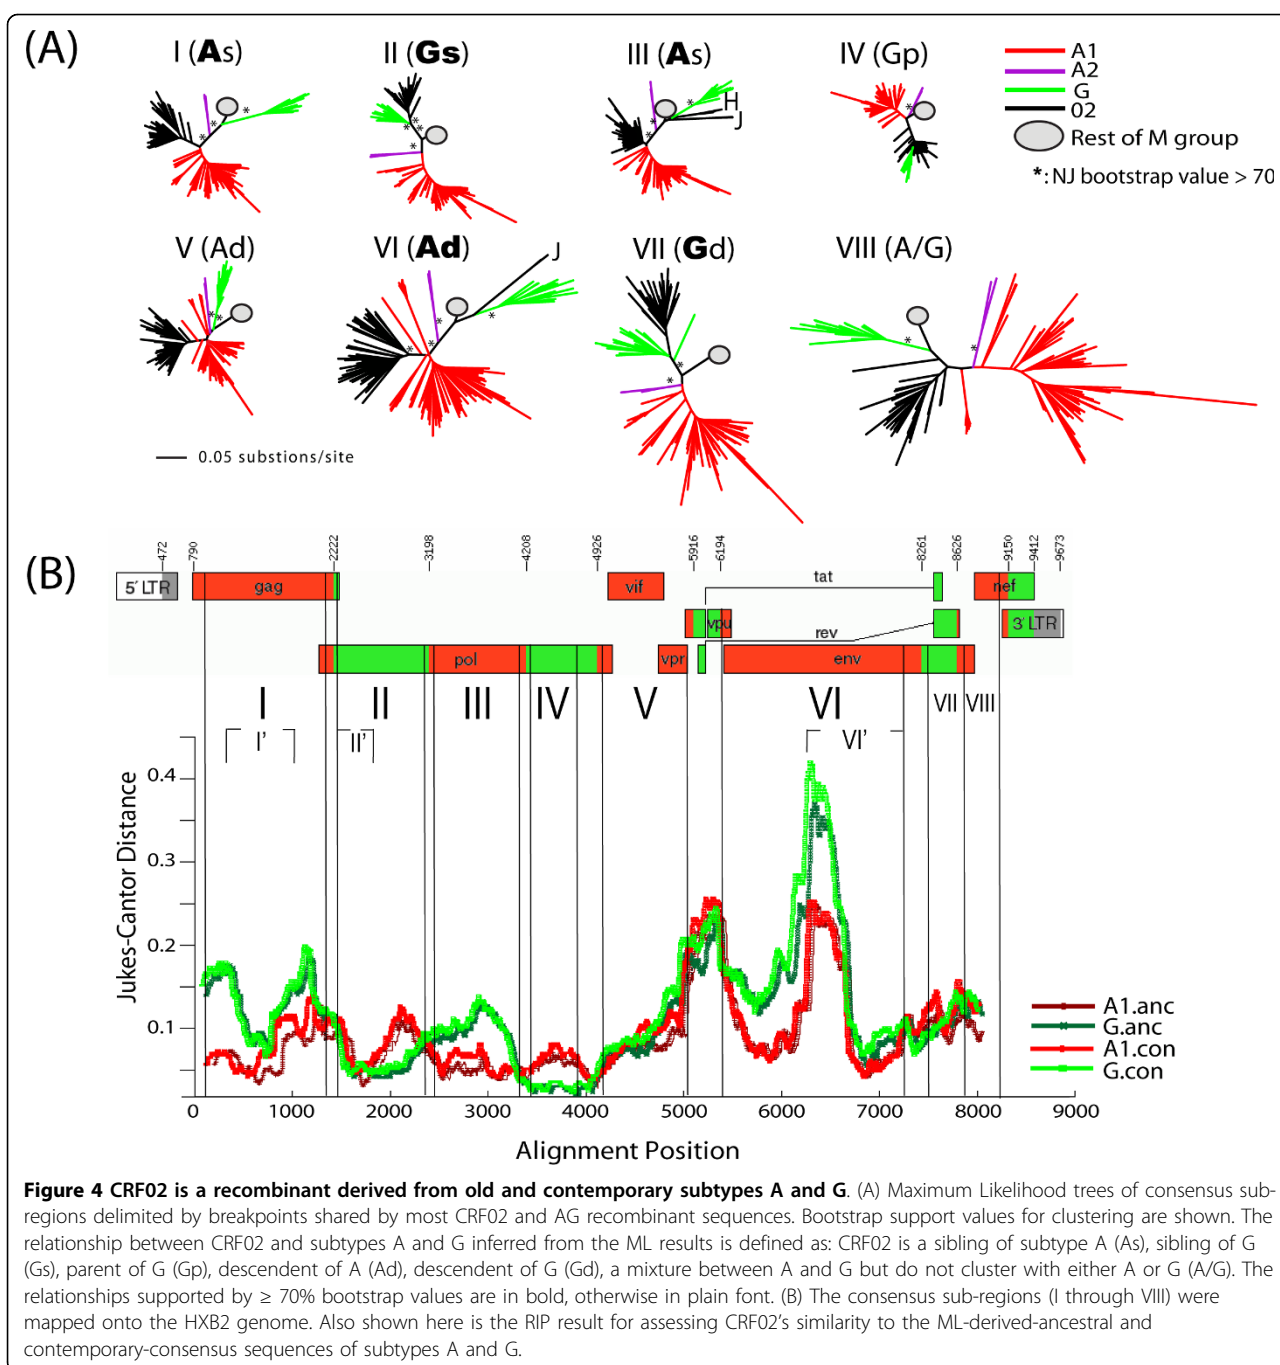 (A)
I (As)
II (Gs)
III (As)
IV (Gp)
A1
A2
G
02
Rest of M group
*: NJ bootstrap value > 70
H
J
V (Ad)
VI (Ad)
J
VII (Gd)
VIII (A/G)
0.05 substions/site
(B)
472
790
2222
3198
4208
4926
5916
6194
8261
8626
9150
9412
9673
5' LTR
gag
vif
tat
nef
vpu
rev
3' LTR
pol
vpr
env
I
II
III
IV
V
VI
VII
VIII
I'
II'
VI'
Jukes-Cantor Distance
0.4
0.3
0.2
0.1
A1.anc
G.anc
A1.con
G.con
0 1000 2000 3000 4000 5000 6000 7000 8000 9000
Alignment Position
Figure 4 CRF02 is a recombinant derived from old and contemporary subtypes A and G. (A) Maximum Likelihood trees of consensus sub-
regions delimited by breakpoints shared by most CRF02 and AG recombinant sequences. Bootstrap support values for clustering are shown. The
relationship between CRF02 and subtypes A and G inferred from the ML results is defined as: CRF02 is a sibling of subtype A (As), sibling of G
(Gs), parent of G (Gp), descendent of A (Ad), descendent of G (Gd), a mixture between A and G but do not cluster with either A or G (A/G). The
relationships supported by ≥ 70% bootstrap values are in bold, otherwise in plain font. (B) The consensus sub-regions (I through VIII) were
mapped onto the HXB2 genome. Also shown here is the RIP result for assessing CRF02's similarity to the ML-derived-ancestral and
contemporary-consensus sequences of subtypes A and G.